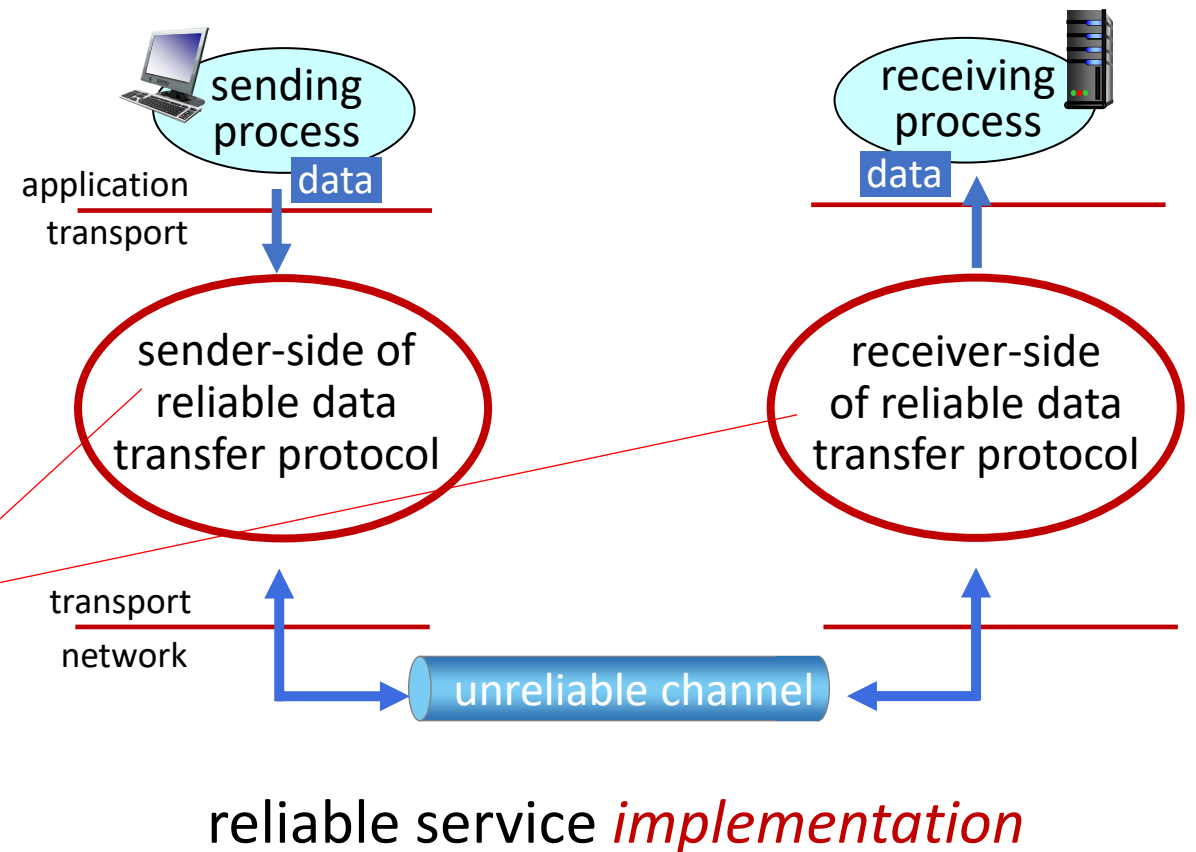 sending
process
data
application
transport
receiving
process
data
sender-side of
reliable data
transfer protocol
receiver-side
of reliable data
transfer protocol
transport
network
unreliable channel
reliable service implementation